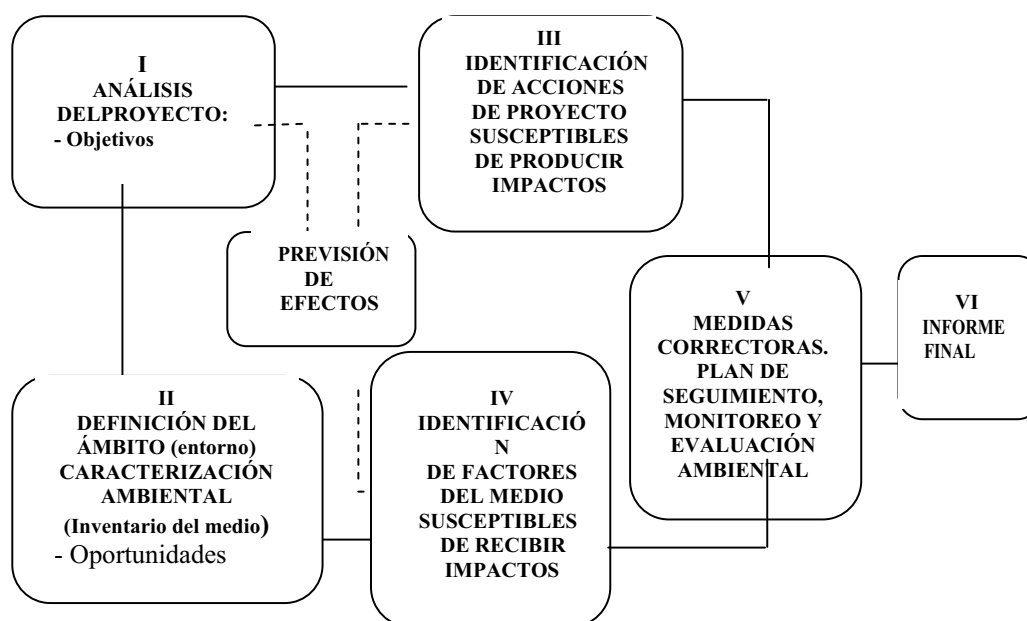 I
ANÁLISIS
DELPROYECTO:
- Objetivos
III
IDENTIFICACIÓN
DE ACCIONES
DE PROYECTO
SUSCEPTIBLES
DE PRODUCIR
IMPACTOS
PREVISIÓN
DE
EFECTOS
II
DEFINICIÓN DEL
ÁMBITO (entorno)
CARACTERIZACIÓN
AMBIENTAL
(Inventario del medio)
- Oportunidades
IV
IDENTIFICACIÓ
N
DE FACTORES
DEL MEDIO
SUSCEPTIBLES
DE RECIBIR
IMPACTOS
V
MEDIDAS
CORRECTORAS.
PLAN DE
SEGUIMIENTO,
MONITOREO Y
EVALUACIÓN
AMBIENTAL
VI
INFORME
FINAL